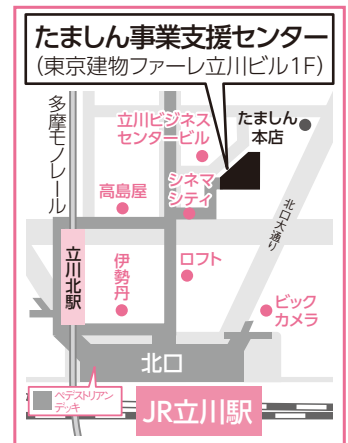 たましん事業支援センター
(東京建物ファーレ立川ビル1F)
多摩モノレール
立川ビジネス
センタービル
たましん
本店
高島屋
シネマ
シティ
北口大通り
立川北駅
伊勢丹
ロフト
ビック
カメラ
北口
ペデストリアン
デッキ
JR立川駅